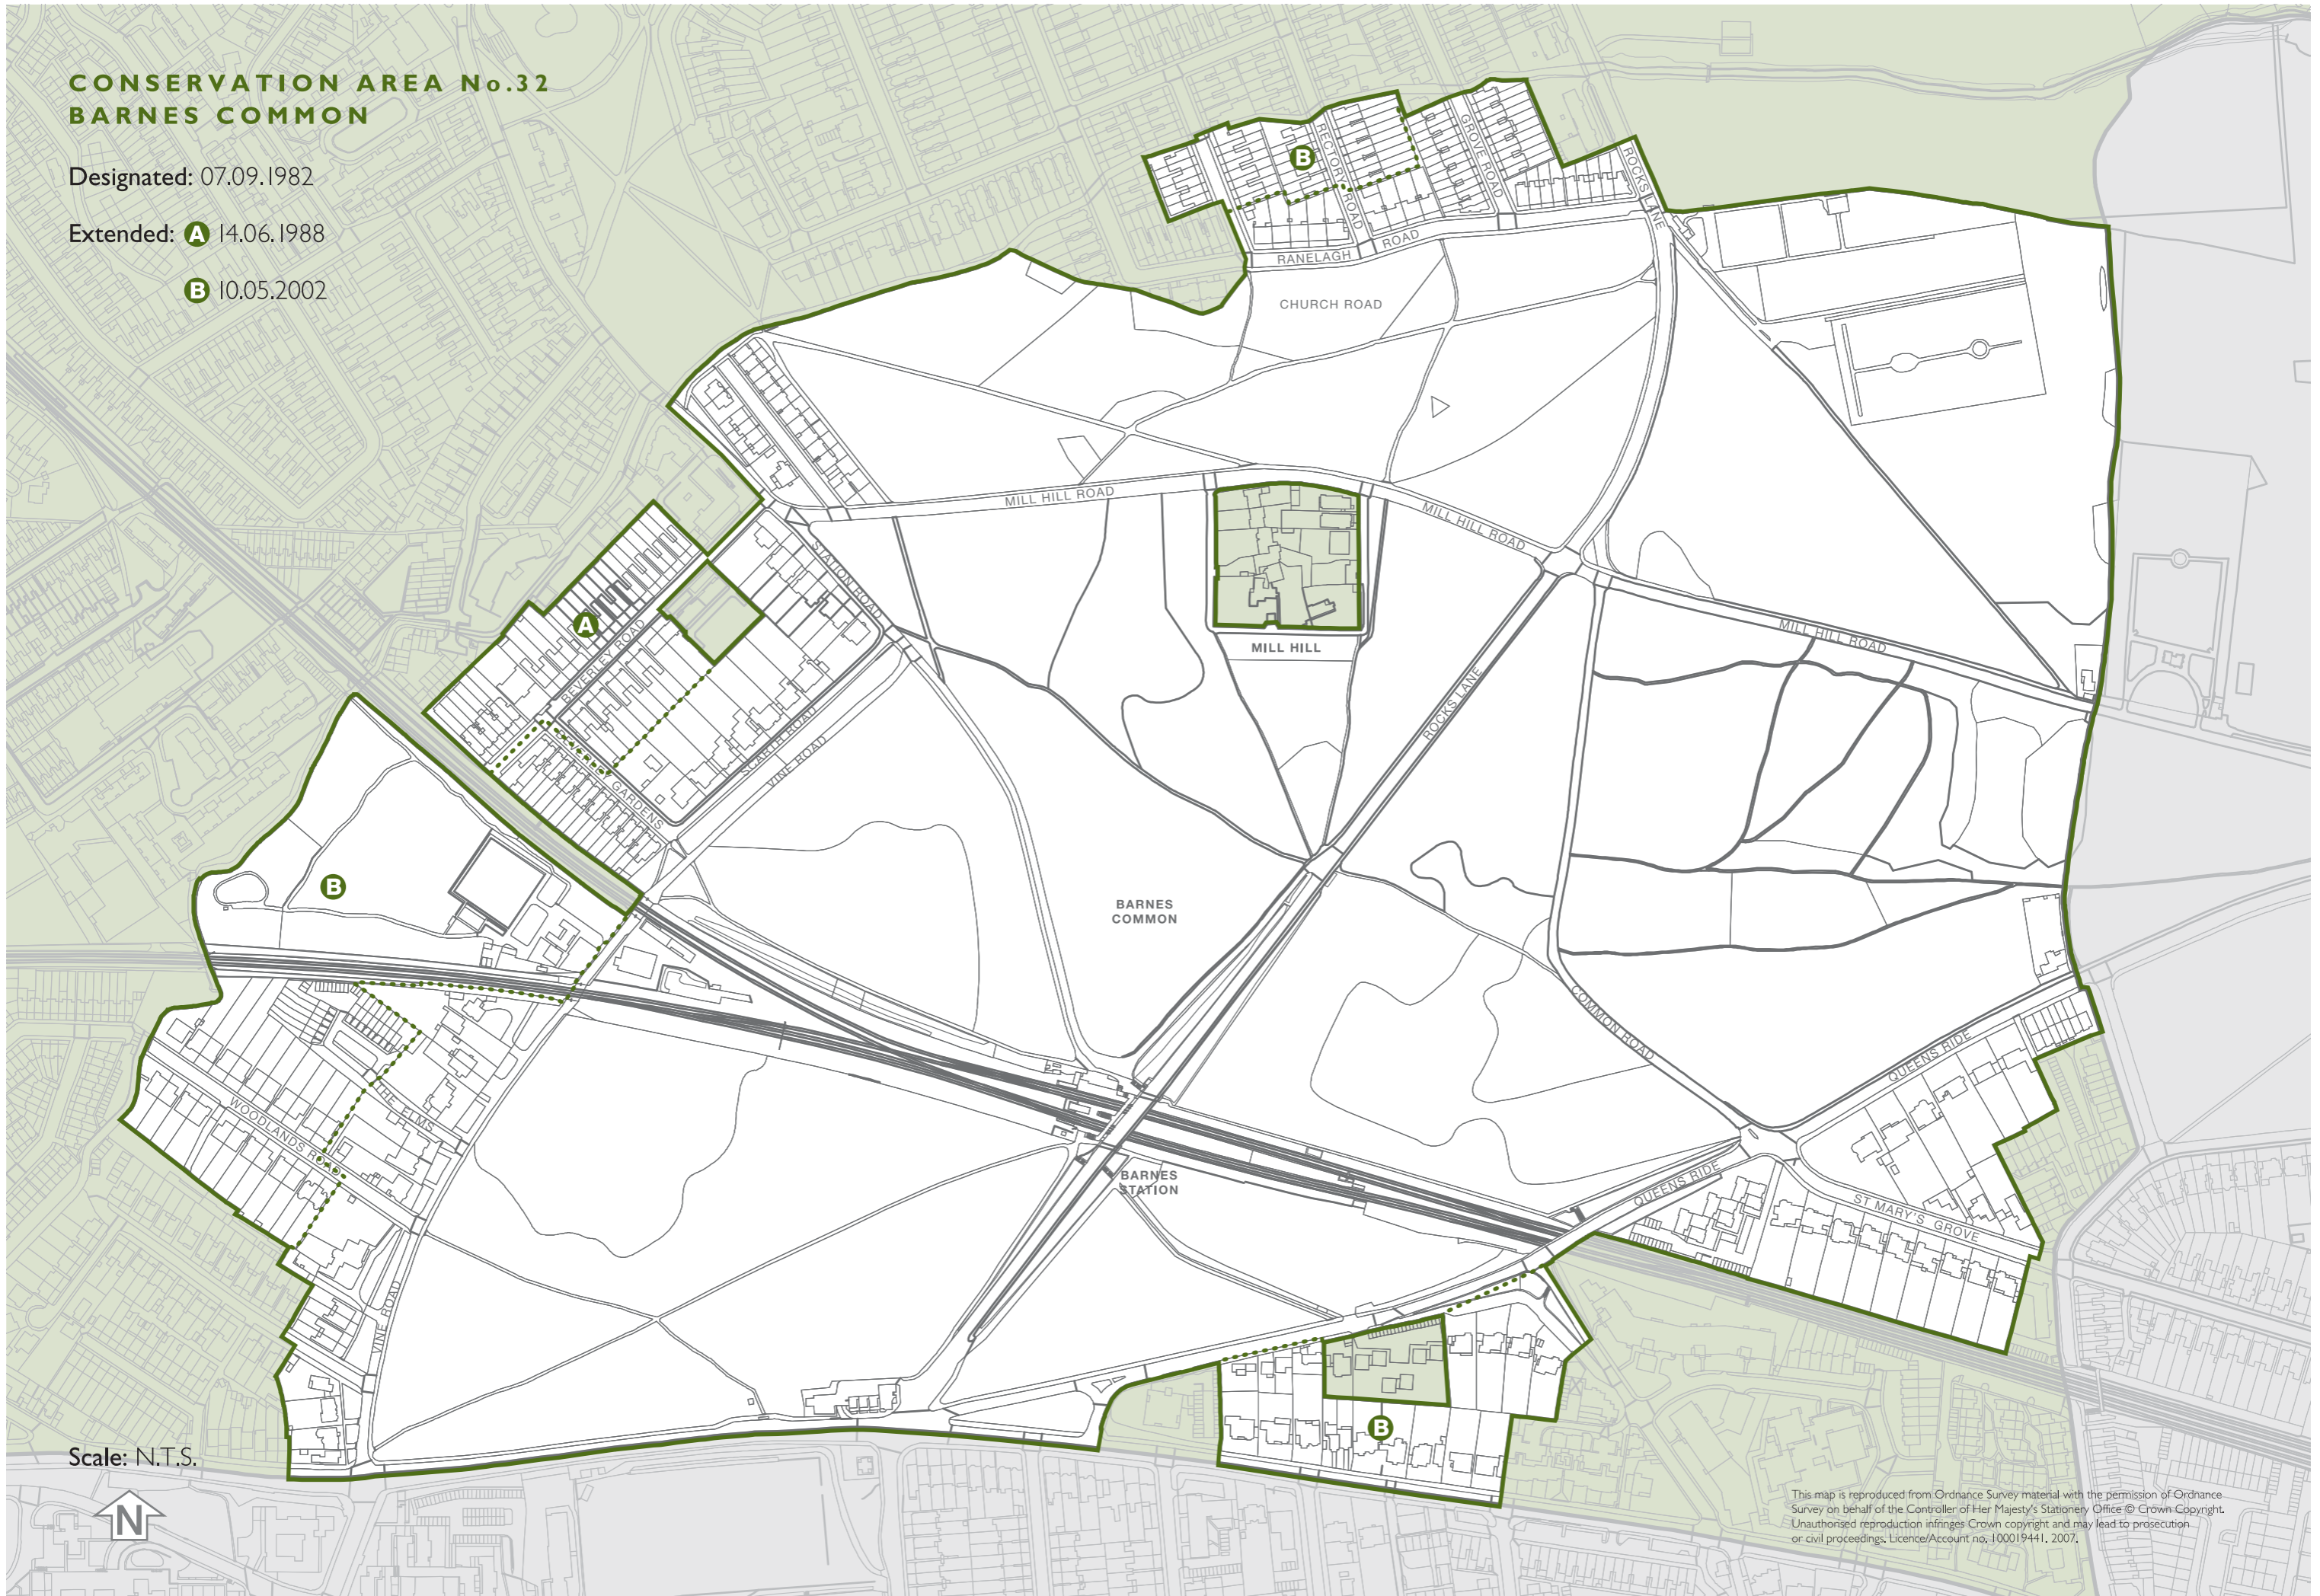 CONSERVATION AREA No.32
BARNES COMMON
Designated: 07.09.1982
Extended: A 14.06.1988
B 10.05.2002
B
RECTORY ROAD
GROVE ROAD
ROCKS LANE
RANELAGH ROAD
CHURCH ROAD
MILL HILL ROAD
MILL HILL ROAD
STATION ROAD
A
BEVERLEY ROAD
MILL HILL
MILL HILL ROAD
ROCKS LANE
SCARTH ROAD
VINE ROAD
GARDENS
B
BARNES
COMMON
COMMON ROAD
QUEENS RIDE
THE ELMS
WOODLANDS ROAD
BARNES
STATION
QUEENS RIDE
ST MARY'S GROVE
VINE ROAD
B
Scale: N.T.S.
N
This map is reproduced from Ordnance Survey material with the permission of Ordnance
Survey on behalf of the Controller of Her Majesty's Stationery Office © Crown Copyright.
Unauthorised reproduction infringes Crown copyright and may lead to prosecution
or civil proceedings. Licence/Account no. 100019441. 2007.